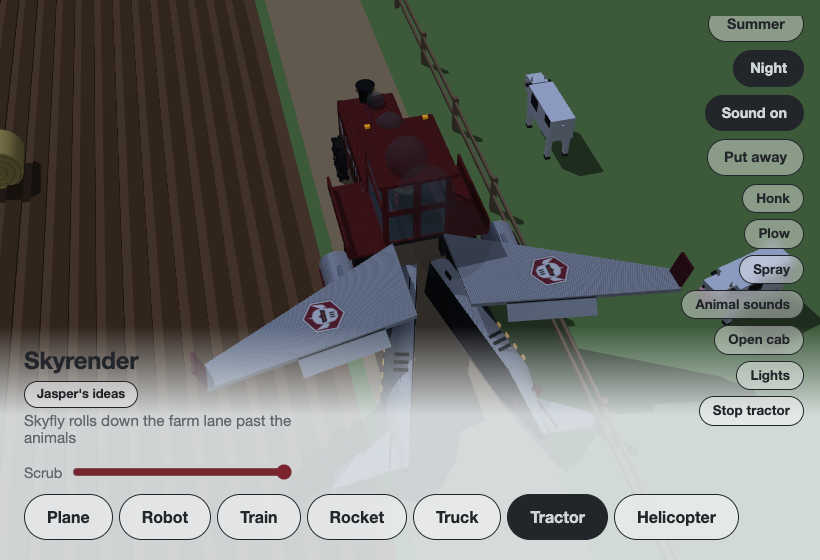 Summer
Night
Sound on
Put away
Honk
Plow
Spray
Animal sounds
Open cab
Lights
Stop tractor
Skyrender
Jasper's ideas
Skyfly rolls down the farm lane past the
animals
Scrub
Plane
Robot
Train
Rocket
Truck
Tractor
Helicopter